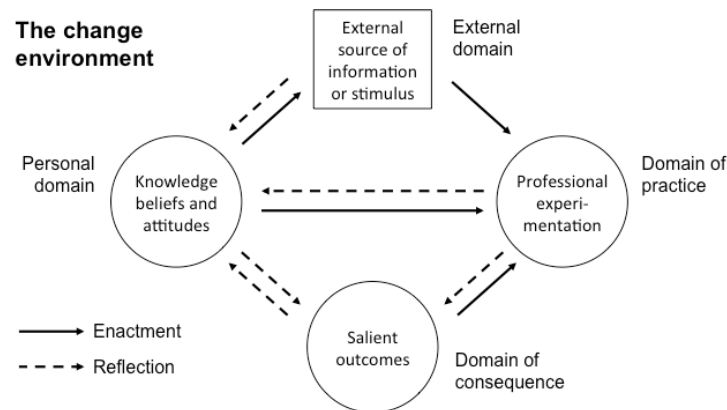 The change
environment
External
source of
information
or stimulus
External
domain
Personal
domain
Knowledge
beliefs and
attitudes
Professional
experi-
mentation
Domain of
practice
Salient
outcomes
Domain of
consequence
Enactment
Reflection